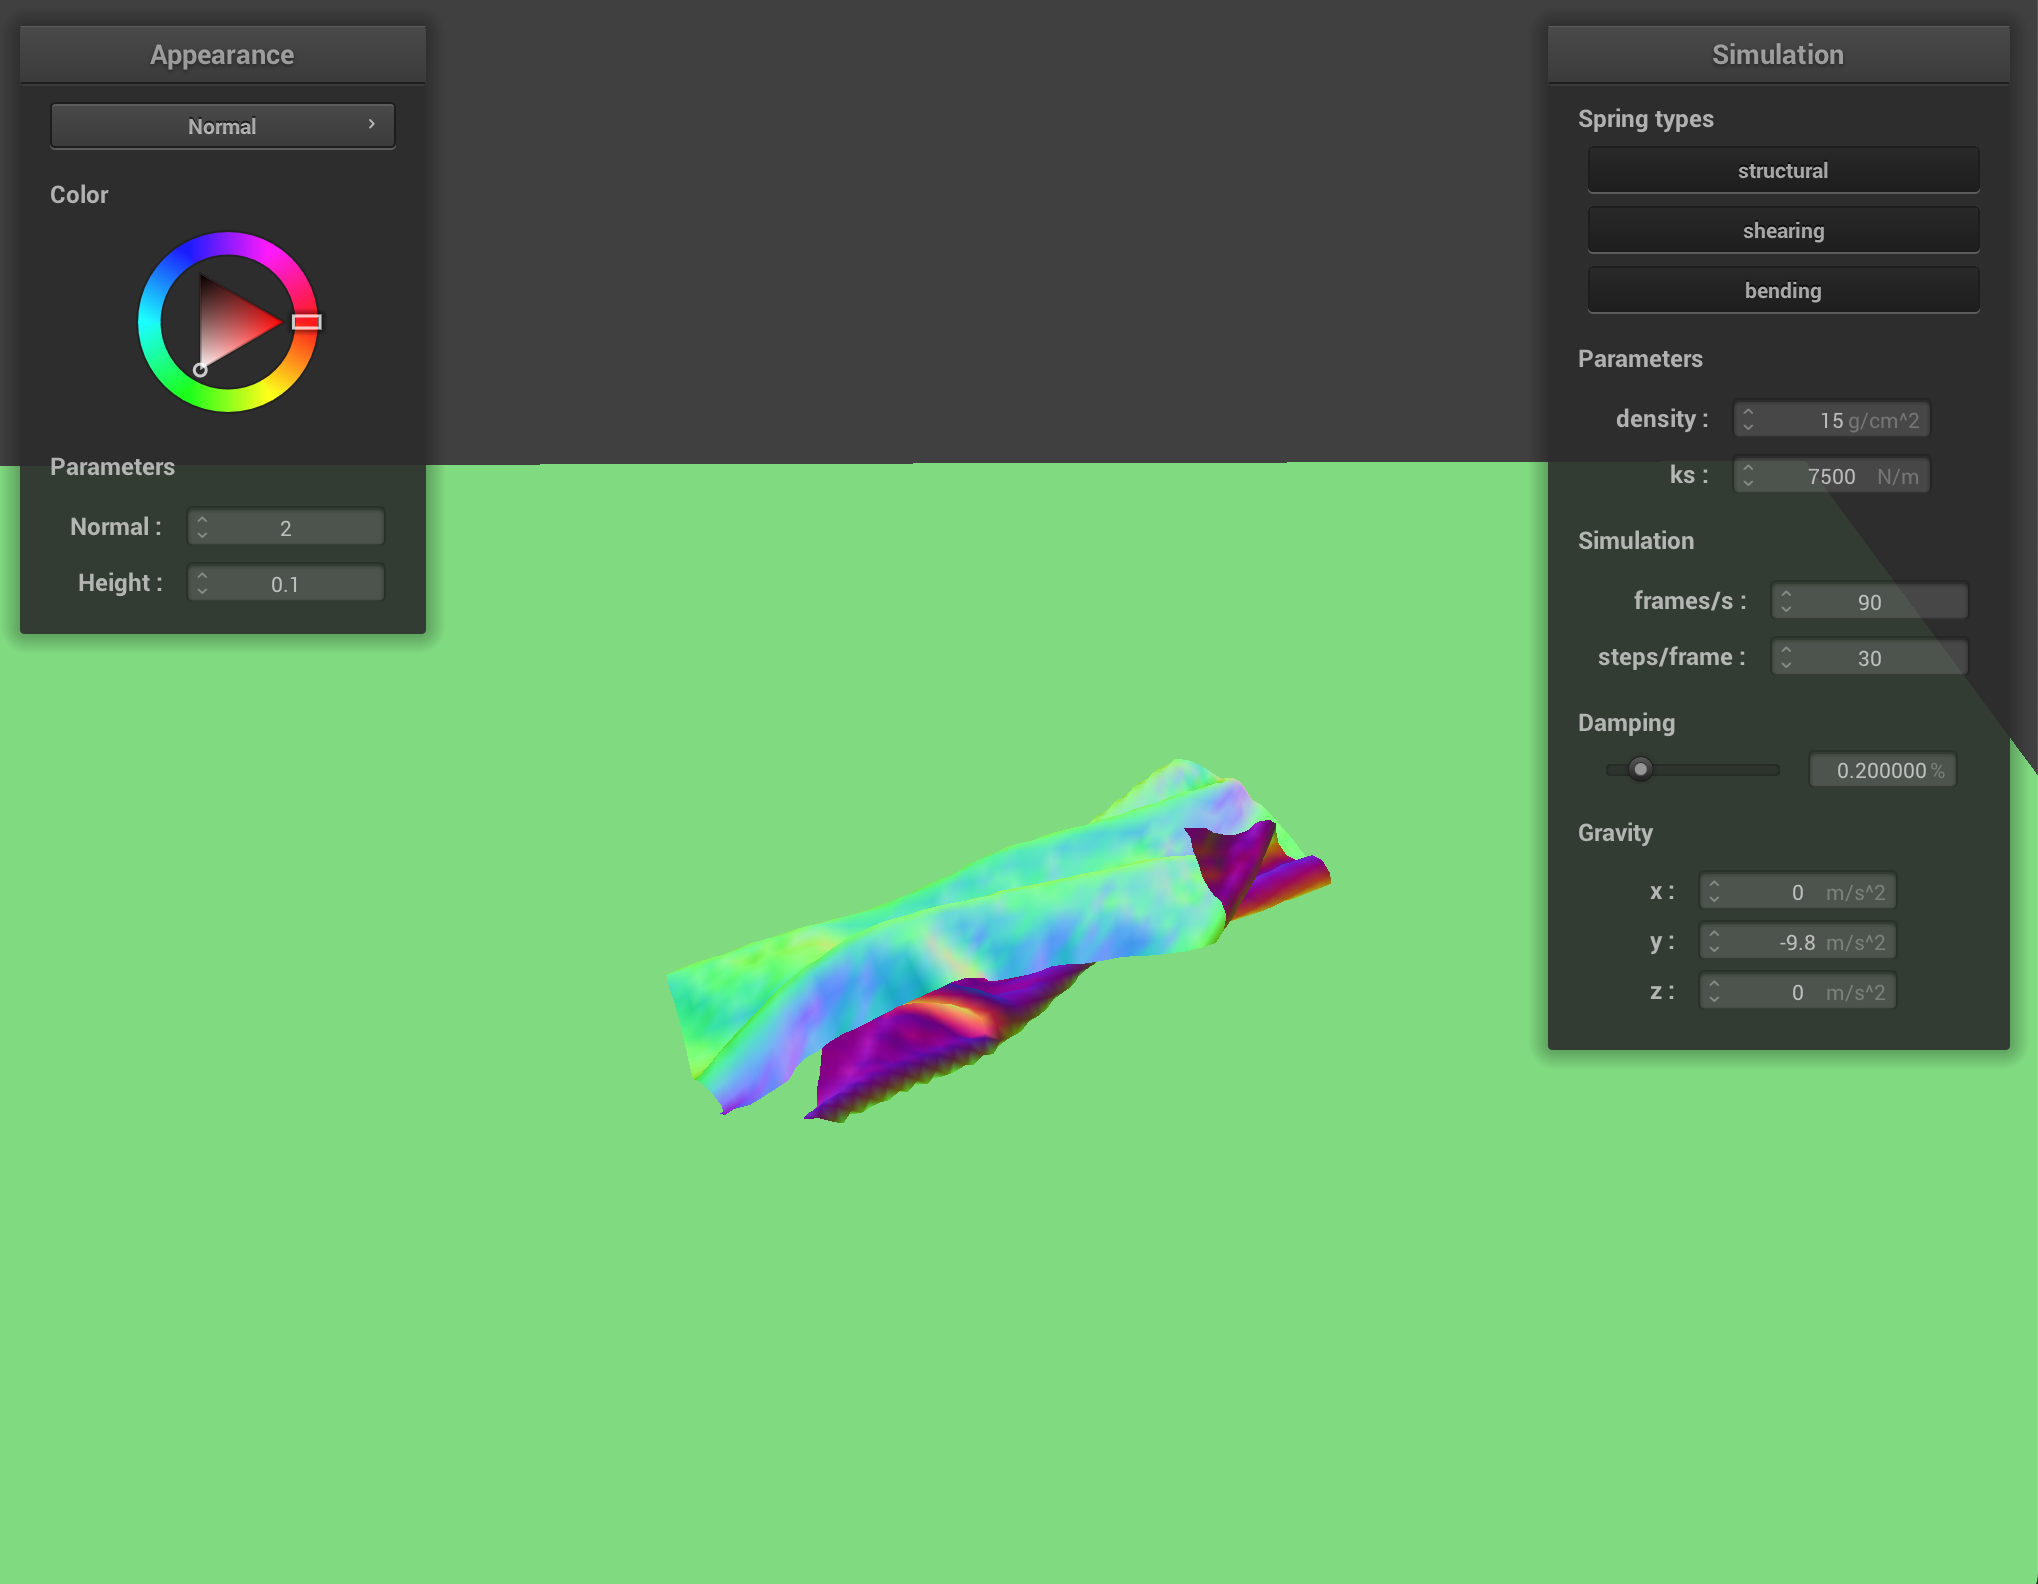 Appearance
Normal
Color
Parameters
Normal : 2
Height : 0.1
Simulation
Spring types
structural
shearing
bending
Parameters
density : 15 g/cm^2
ks : 7500 N/m
Simulation
frames/s : 90
steps/frame : 30
Damping
0.200000 %
Gravity
x : 0 m/s^2
y : -9.8 m/s^2
z : 0 m/s^2